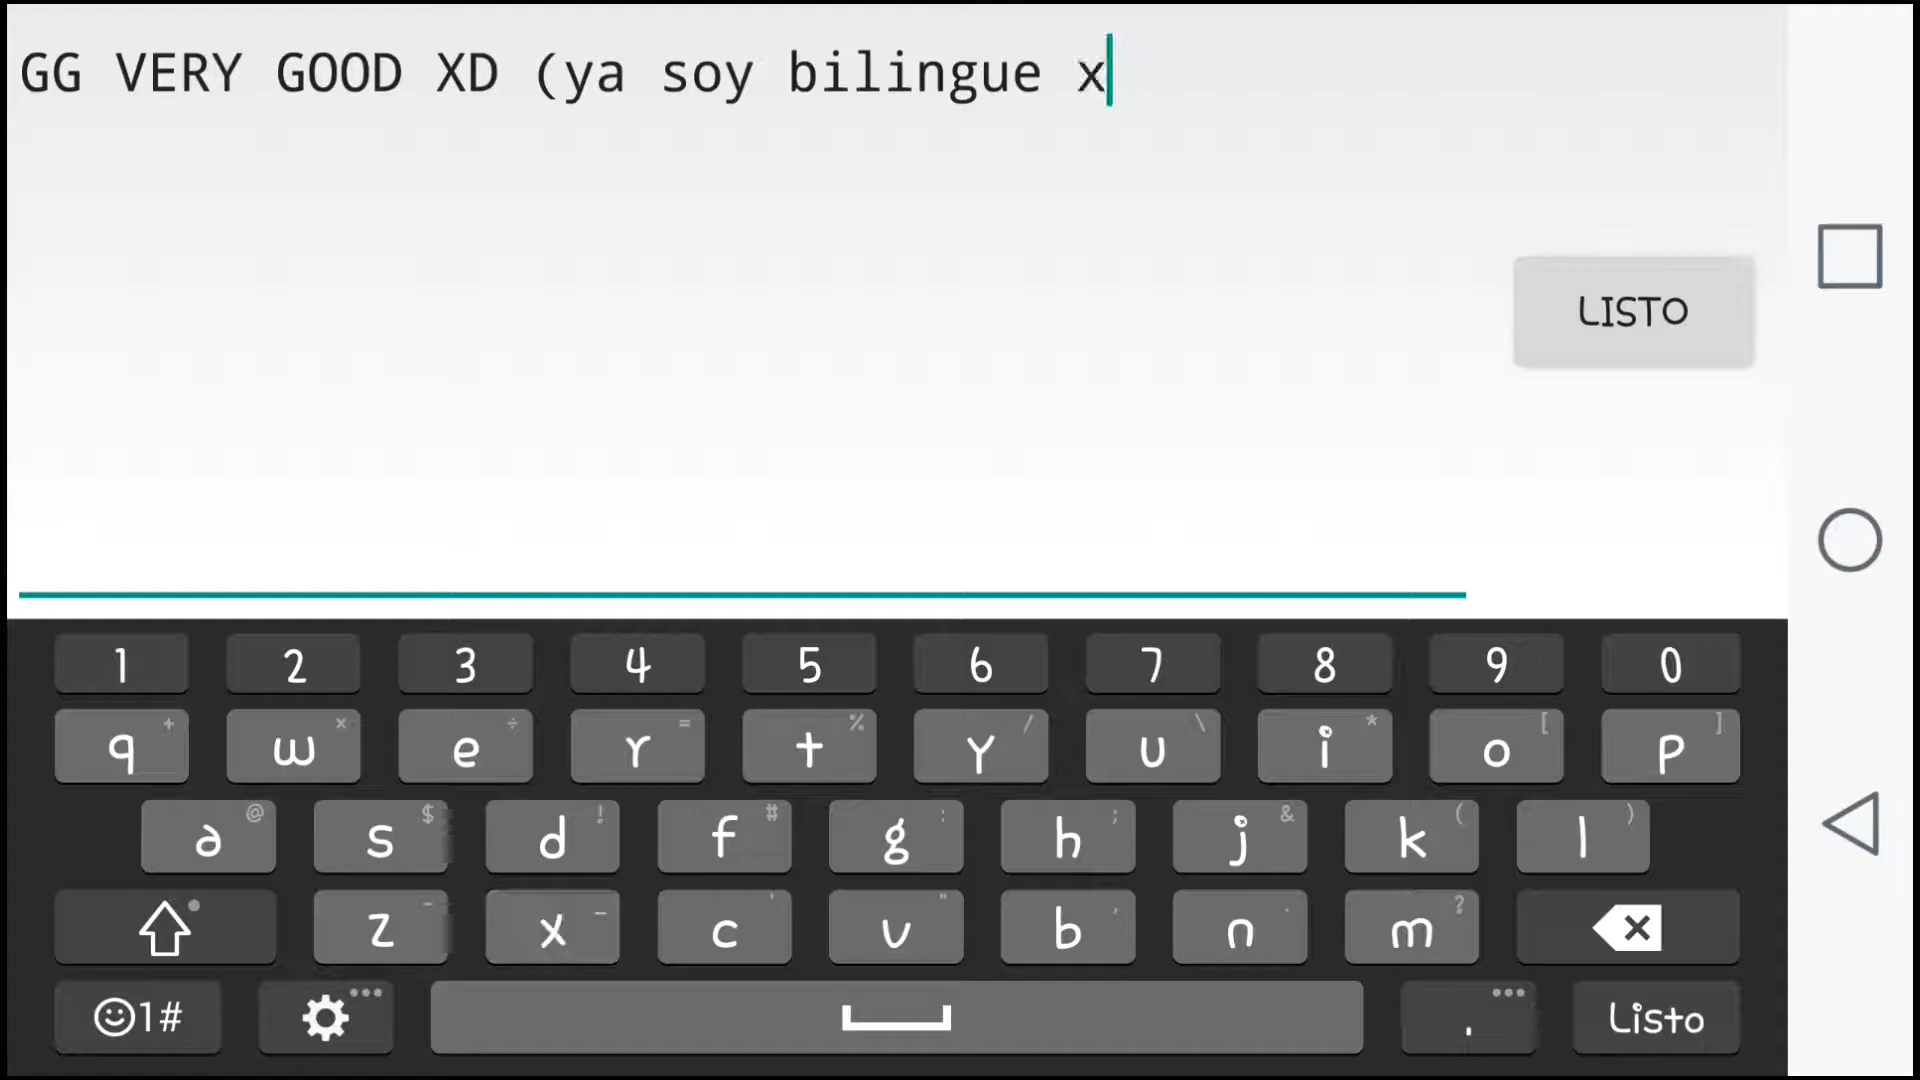 GG VERY GOOD XD (ya soy bilingue x
LISTO
1 2 3 4 5 6 7 8 9 0
q + w × e ÷ r = t % y / u \ i * o [ p ]
a @ s $ d ! f # g : h ; j & k ( l )
z - x _ c ' v " b , n . m ?
1# . Listo